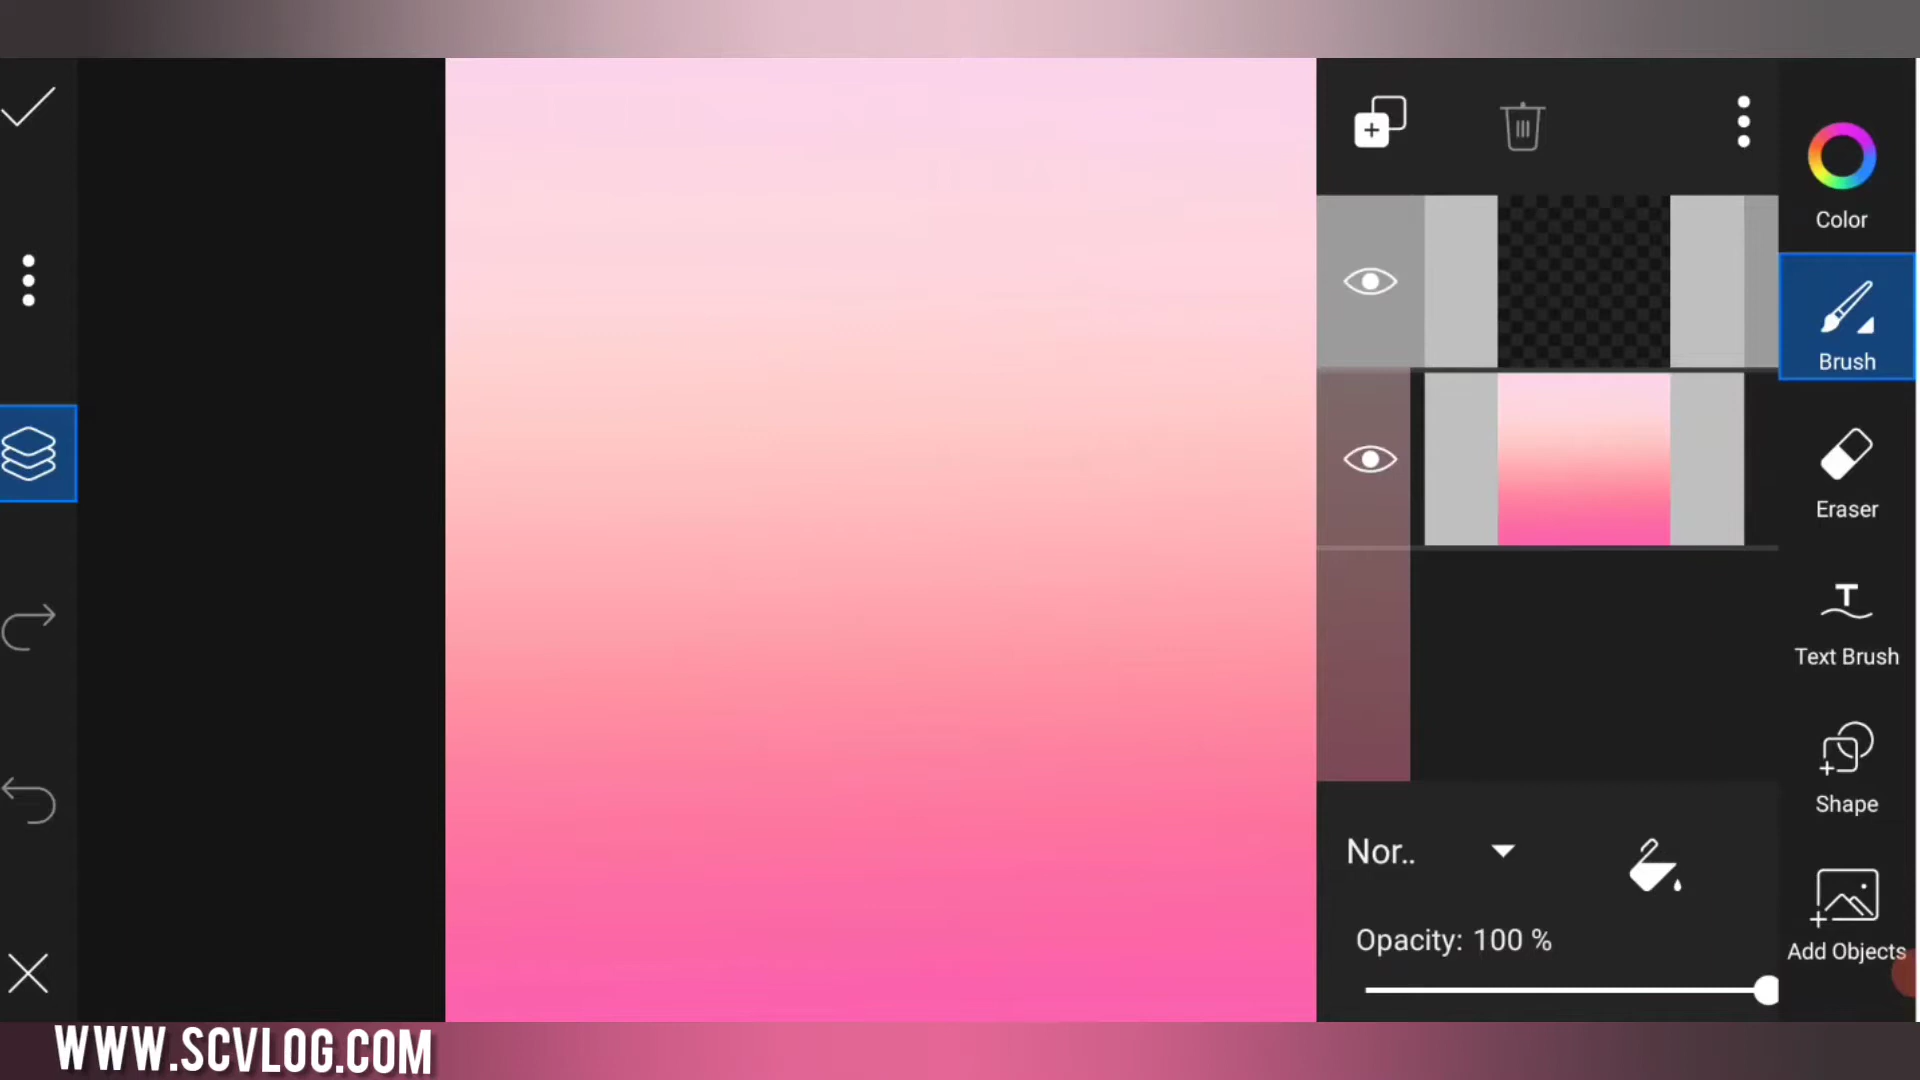 Color
Brush
Eraser
Text Brush
Shape
Nor..
Opacity: 100 %
Add Objects
WWW.SCVLOG.COM